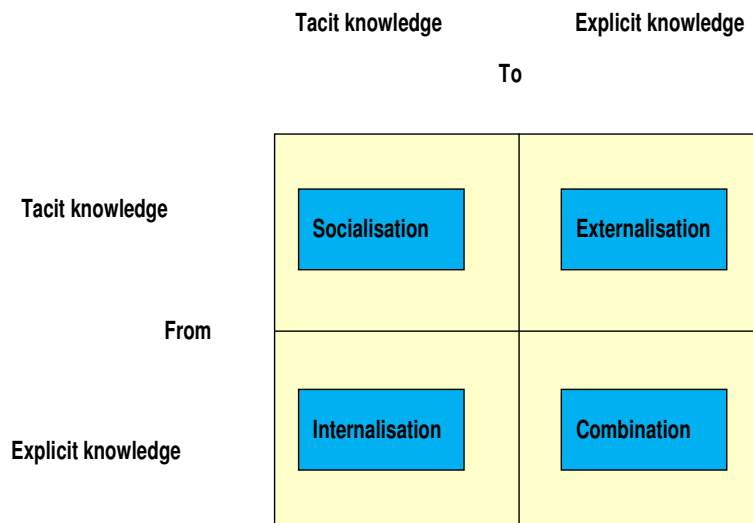 Tacit knowledge Explicit knowledge
To
Tacit knowledge
Socialisation Externalisation
From
Internalisation Combination
Explicit knowledge